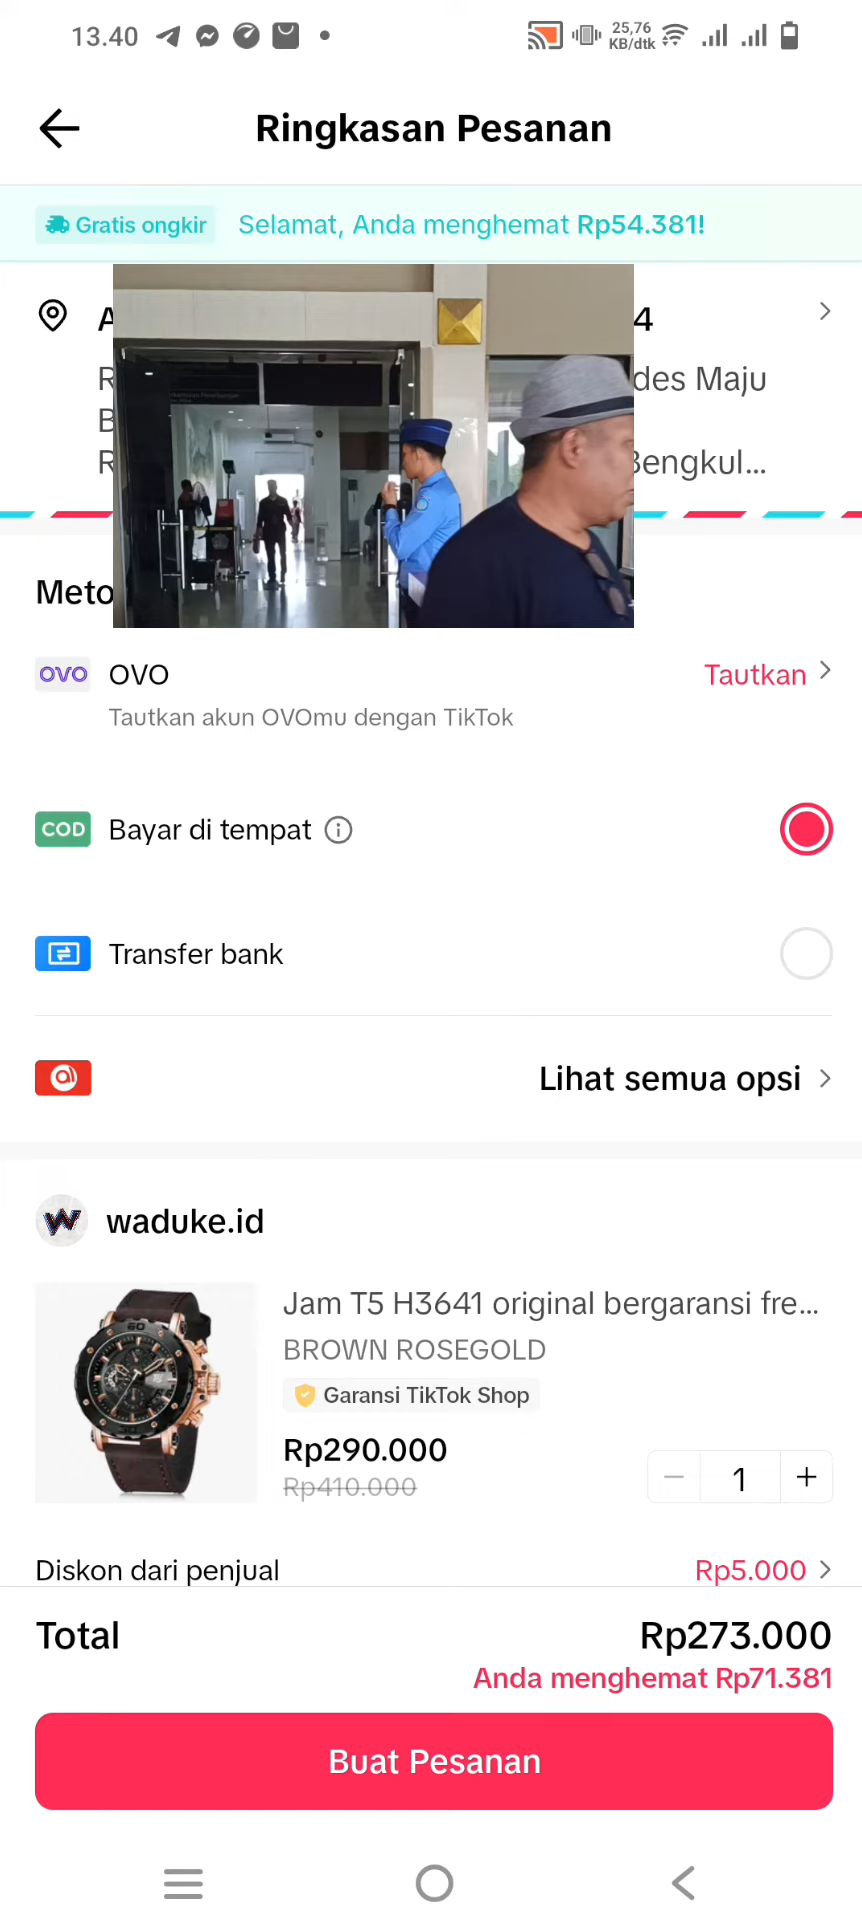 13.40
25,76
KB/dtk
Ringkasan Pesanan
Gratis ongkir
Selamat, Anda menghemat Rp54.381!
A
4
R
des Maju
B
R
Bengkul...
Meto
OVO
OVO
Tautkan
Tautkan akun OVOmu dengan TikTok
COD
Bayar di tempat
Transfer bank
Lihat semua opsi
W
waduke.id
Jam T5 H3641 original bergaransi fre...
BROWN ROSEGOLD
Garansi TikTok Shop
Rp290.000
Rp410.000
1
Diskon dari penjual
Rp5.000
Total
Rp273.000
Anda menghemat Rp71.381
Buat Pesanan